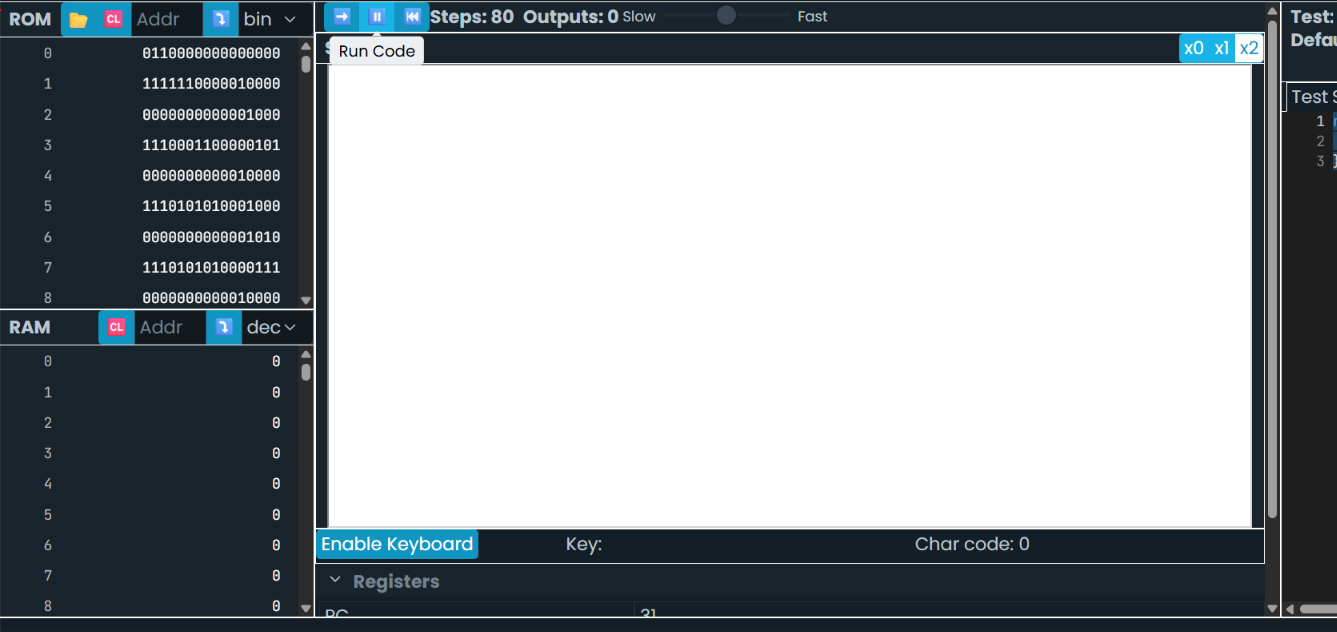 ROM CL Addr bin
0 0110000000000000
1 1111110000010000
2 0000000000001000
3 1110001100000101
4 0000000000010000
5 1110101010001000
6 0000000000001010
7 1110101010000111
8 0000000000010000
RAM CL Addr dec
0 0
1 0
2 0
3 0
4 0
5 0
6 0
7 0
8 0
Steps: 80 Outputs: 0 Slow Fast
Run Code
x0 x1 x2
Enable Keyboard Key: Char code: 0
Registers
PC 31
Test:
Defau
Test S
1
2
3